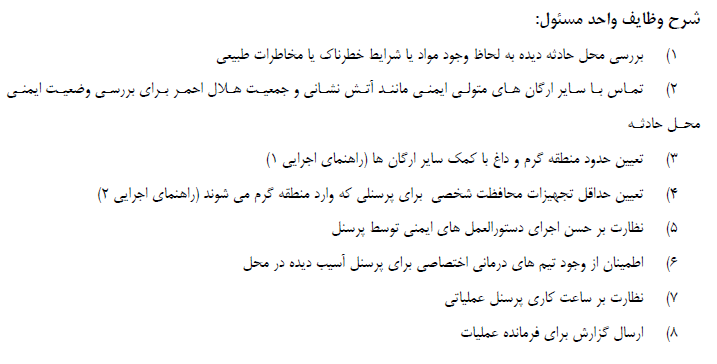 شرح وظایف واحد مسئول:
۱) بررسی محل حادثه دیده به لحاظ وجود مواد یا شرایط خطرناک یا مخاطرات طبیعی
۲) تماس با سایر ارگان های متولی ایمنی مانند آتش نشانی و جمعیت هلال احمر برای بررسی وضعیت ایمنی
محل حادثه
۳) تعیین حدود منطقه گرم و داغ با کمک سایر ارگان ها (راهنمای اجرایی ۱)
۴) تعیین حداقل تجهیزات محافظت شخصی برای پرسنلی که وارد منطقه گرم می شوند (راهنمای اجرایی ۲)
۵) نظارت بر حسن اجرای دستورالعمل های ایمنی توسط پرسنل
۶) اطمینان از وجود تیم های درمانی اختصاصی برای پرسنل آسیب دیده در محل
۷) نظارت بر ساعت کاری پرسنل عملیاتی
۸) ارسال گزارش برای فرمانده عملیات